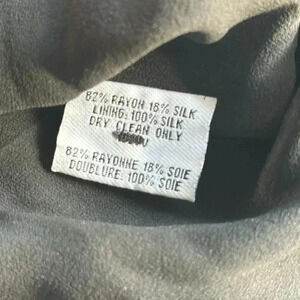 82% RAYON 18% SILK
LINING: 100% SILK
DRY CLEAN ONLY
82% RAYONNE 18% SOIE
DOUBLURE: 100% SOIE